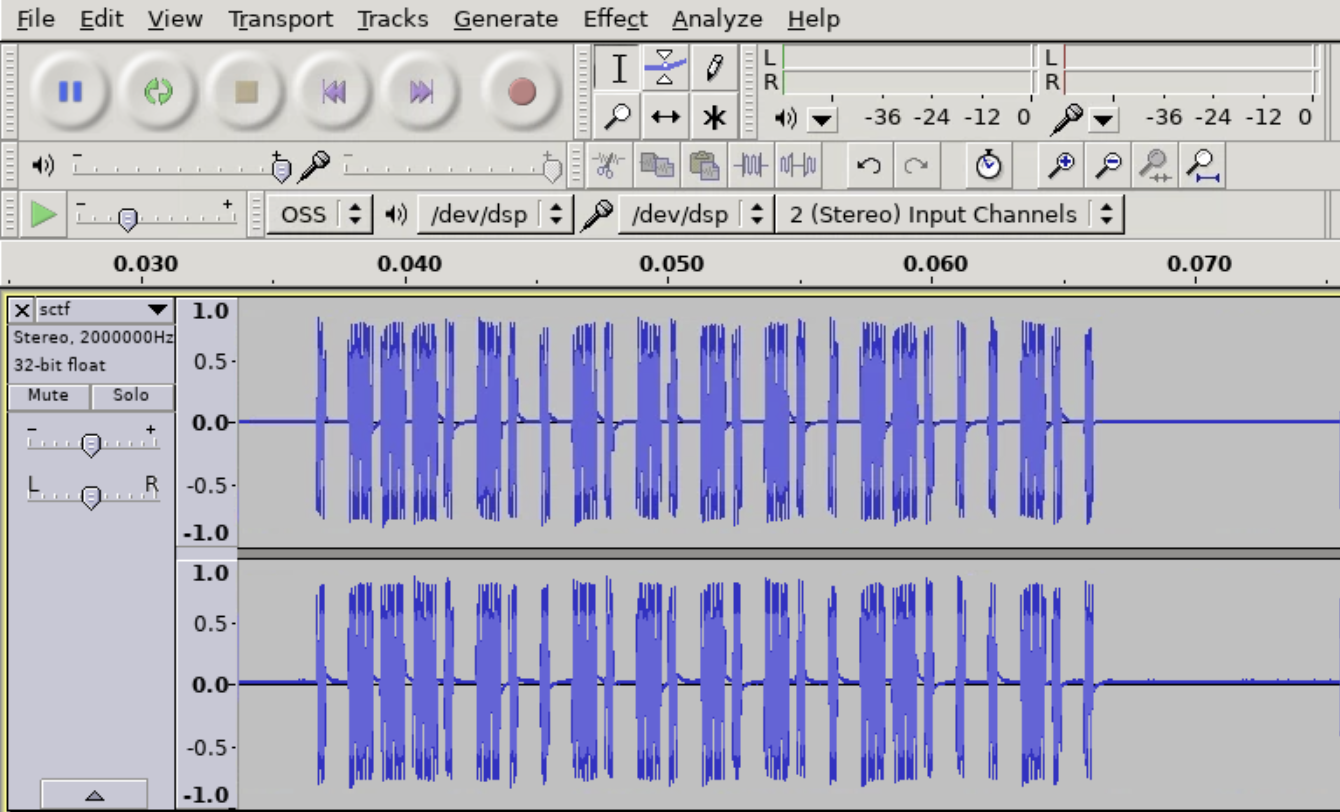 File Edit View Transport Tracks Generate Effect Analyze Help
L
R
-36 -24 -12 0
L
R
-36 -24 -12 0
- +
- +
- +
OSS /dev/dsp /dev/dsp 2 (Stereo) Input Channels
0.030 0.040 0.050 0.060 0.070
X sctf
Stereo, 2000000Hz
32-bit float
Mute Solo
- +
L R
1.0
0.5
0.0
-0.5
-1.0
1.0
0.5
0.0
-0.5
-1.0